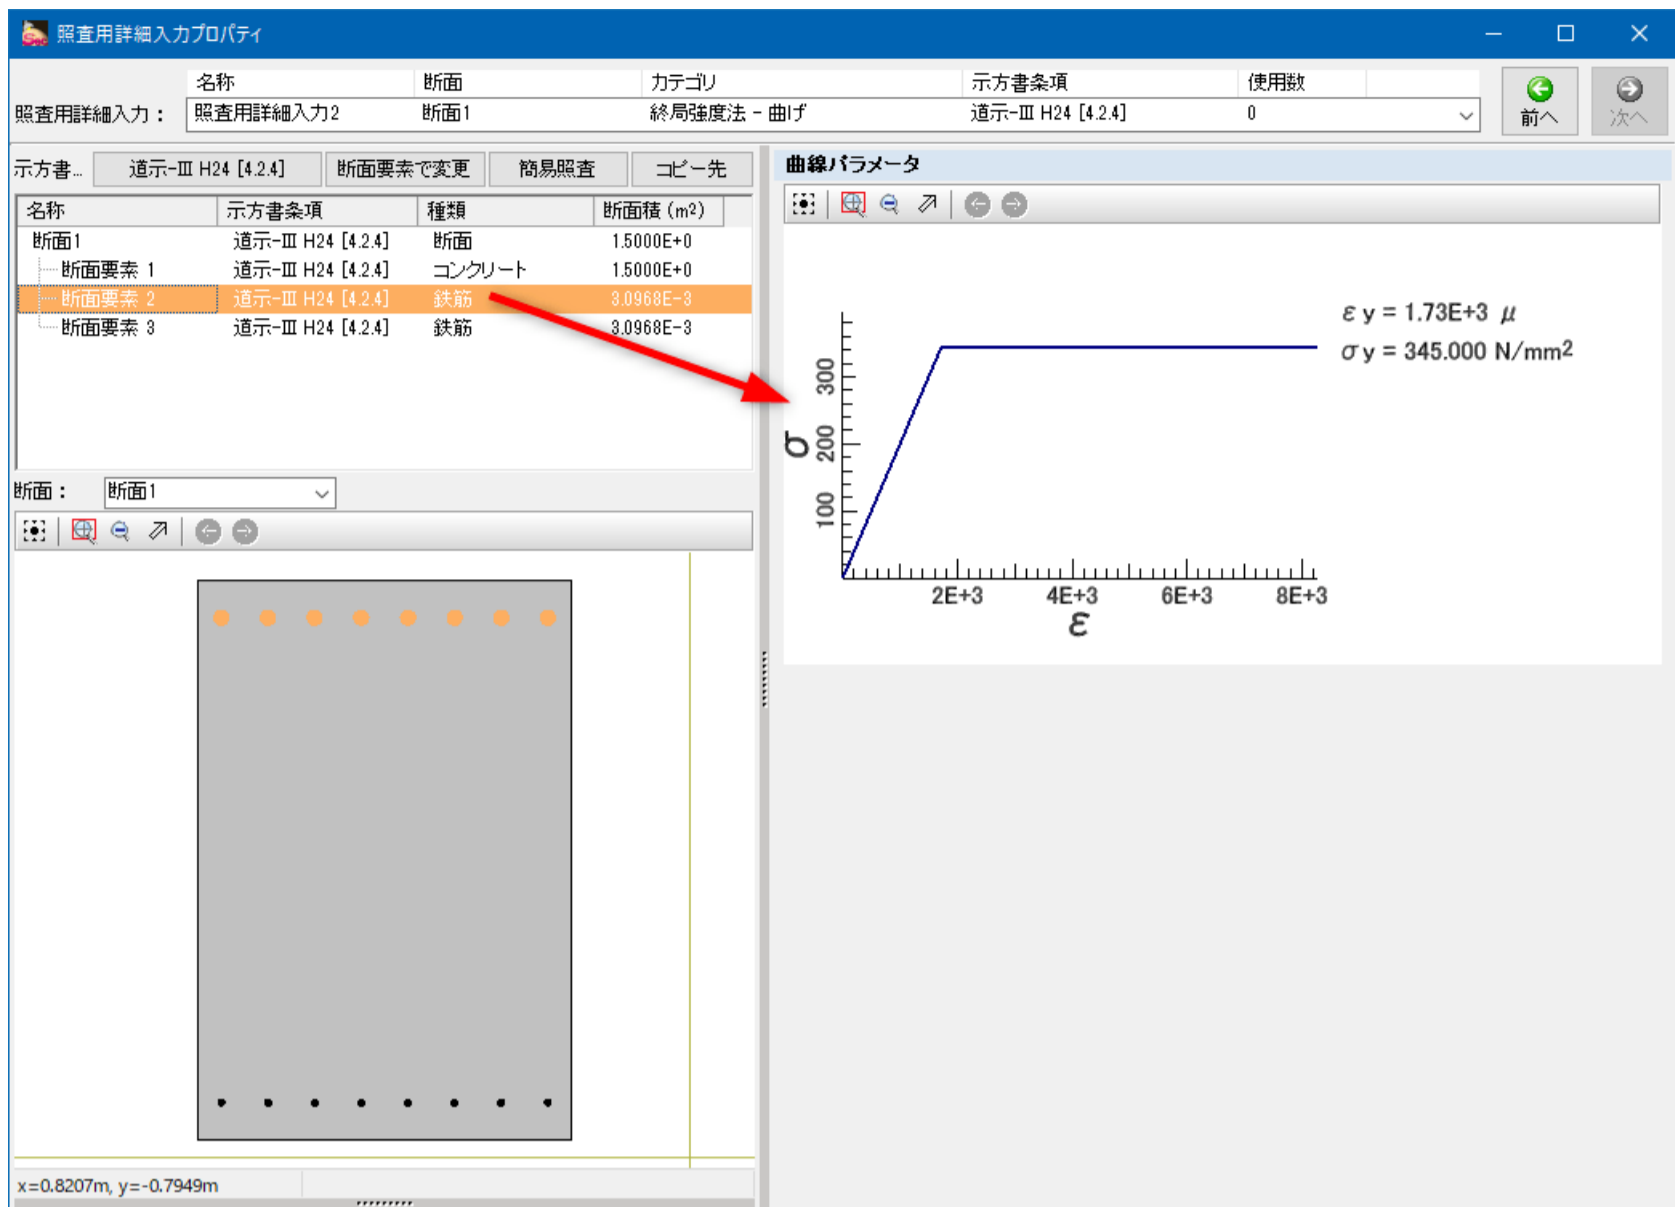 照査用詳細入力プロパティ
名称 断面 カテゴリ 示方書条項 使用数
照査用詳細入力： 照査用詳細入力2 断面1 終局強度法 - 曲げ 道示-Ⅲ H24 [4.2.4] 0
前へ 次へ
示方書... 道示-Ⅲ H24 [4.2.4] 断面要素で変更 簡易照査 コピー先
名称 示方書条項 種類 断面積 (m2)
断面1 道示-Ⅲ H24 [4.2.4] 断面 1.5000E+0
断面要素 1 道示-Ⅲ H24 [4.2.4] コンクリート 1.5000E+0
断面要素 2 道示-Ⅲ H24 [4.2.4] 鉄筋 3.0968E-3
断面要素 3 道示-Ⅲ H24 [4.2.4] 鉄筋 3.0968E-3
断面： 断面1
x=0.8207m, y=-0.7949m
曲線パラメータ
εy = 1.73E+3 μ
σy = 345.000 N/mm2
300
200
100
σ
2E+3 4E+3 6E+3 8E+3
ε